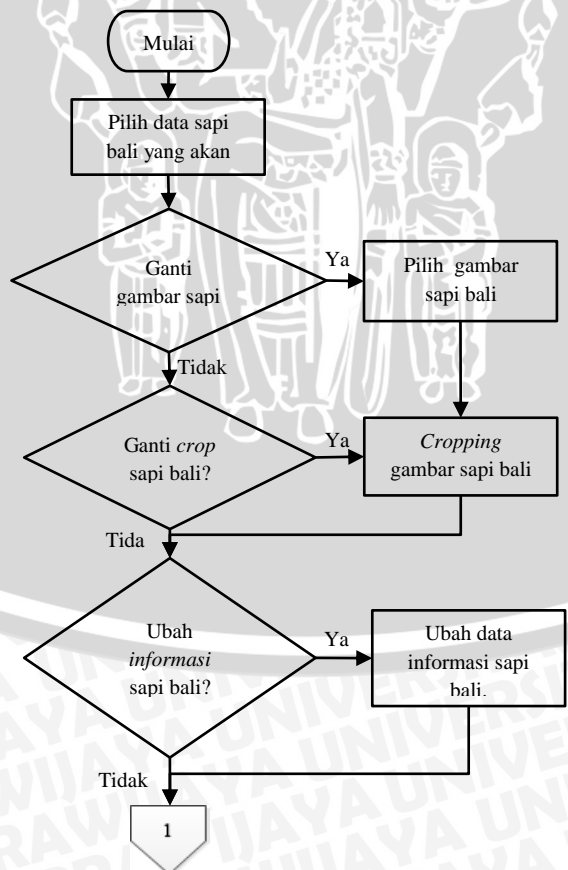 Mulai
Pilih data sapi
bali yang akan
Ganti
gambar sapi
Ya
Pilih gambar
sapi bali
Tidak
Ganti crop
sapi bali?
Ya
Cropping
gambar sapi bali
Tida
Ubah
informasi
sapi bali?
Ya
Ubah data
informasi sapi
bali.
Tidak
1